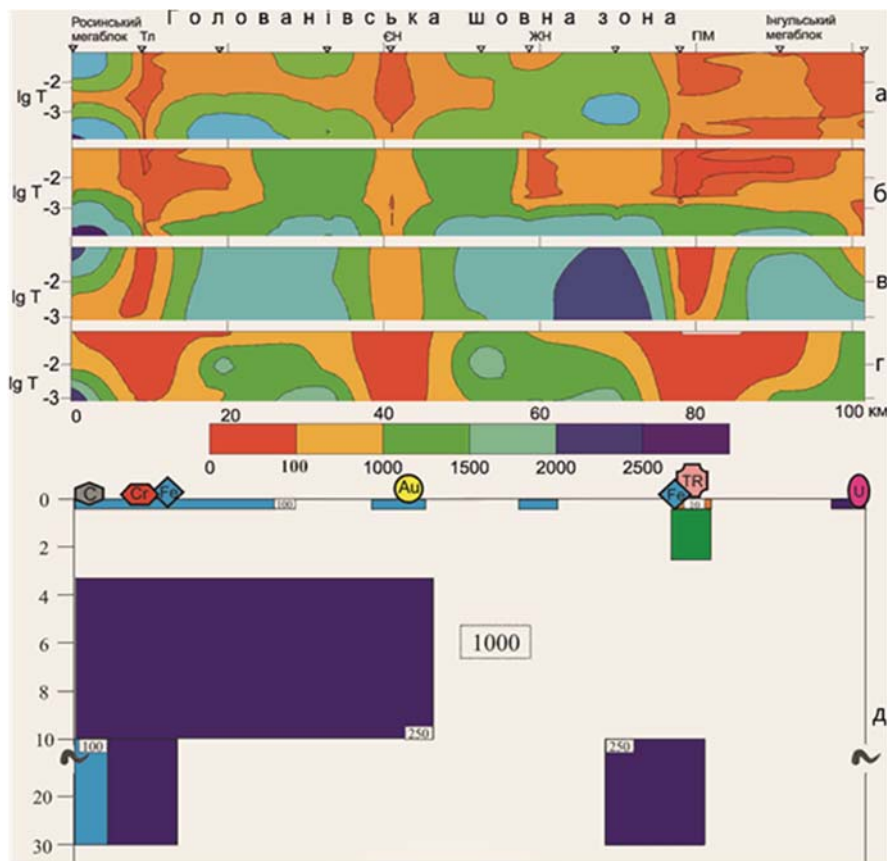 Голованівська шовна зона
Росинський
мегаблок
Тл
ЄН
ЖН
ПМ
Інгульський
мегаблок
lg T
-2
-3
а
lg T
-2
-3
б
lg T
-2
-3
в
lg T
-2
-3
г
0 20 40 60 80 100 км
0 100 1000 1500 2000 2500
C Cr Fe Au Fe TR U
0
100
10
2
4
6
1000
8
250
д
10
100
250
20
30